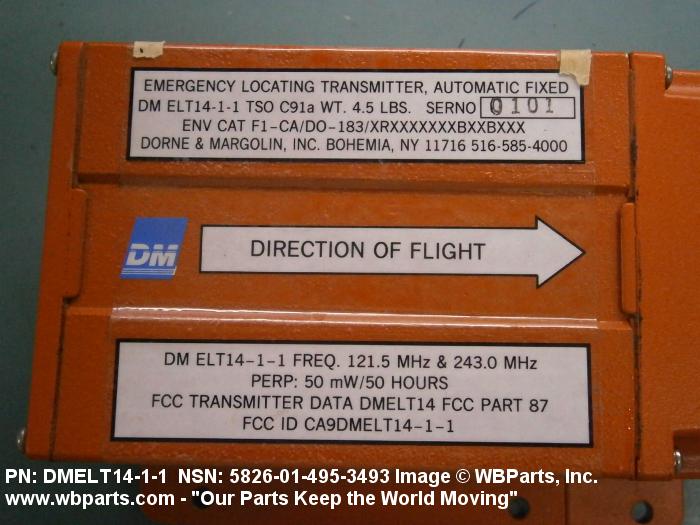 EMERGENCY LOCATING TRANSMITTER, AUTOMATIC FIXED
DM ELT14-1-1 TSO C91a WT. 4.5 LBS. SERNO 0101
ENV CAT F1-CA/DO-183/XRXXXXXXXBXXBXXX
DORNE & MARGOLIN, INC. BOHEMIA, NY 11716 516-585-4000
DM
DIRECTION OF FLIGHT
DM ELT14-1-1 FREQ. 121.5 MHz & 243.0 MHz
PERP: 50 mW/50 HOURS
FCC TRANSMITTER DATA DMELT14 FCC PART 87
FCC ID CA9DMELT14-1-1
PN: DMELT14-1-1 NSN: 5826-01-495-3493 Image © WBParts, Inc.
www.wbparts.com - "Our Parts Keep the World Moving"